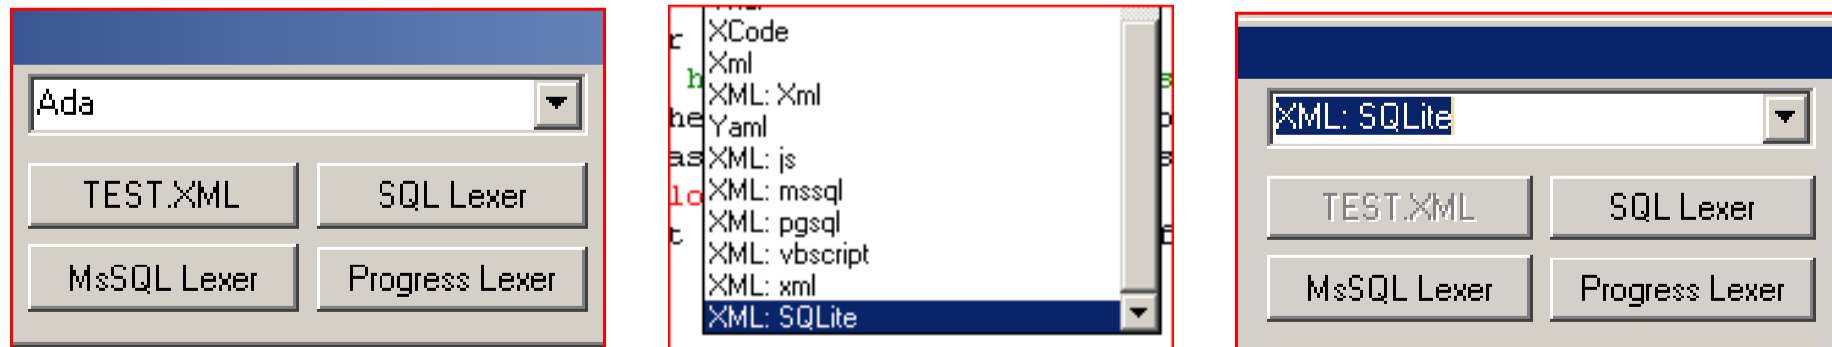 Ada
TEST.XML SQL Lexer
MsSQL Lexer Progress Lexer
XCode
Xml
XML: Xml
Yaml
XML: js
XML: mssql
XML: pgsql
XML: vbscript
XML: xml
XML: SQLite
XML: SQLite
TEST.XML SQL Lexer
MsSQL Lexer Progress Lexer